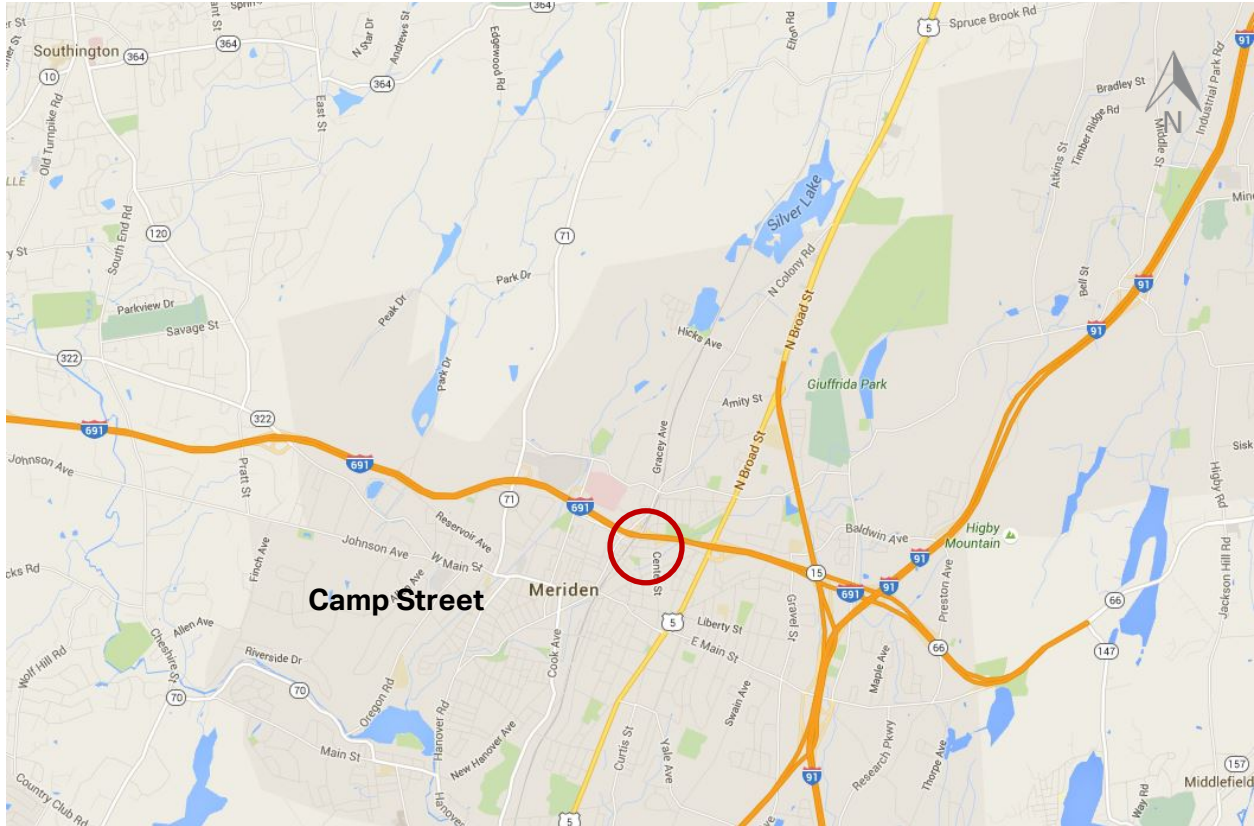 364
Spruce Brook Rd
5
91
Southington
364
364
N Star Dr
Andrews St
Edgewood Rd
364
10
Old Turnpike Rd
East St
Elton Rd
N
Bradley St
Industrial Park Rd
Timber Ridge Rd
Middle St
Atkins St
South End Rd
120
71
Silver Lake
N Colony Rd
Park Dr
Bell St
91
Parkview Dr
Savage St
Peak Dr
Hicks Ave
N Broad St
91
322
Park Dr
Giuffrida Park
322
Amity St
691
Johnson Ave
Pratt St
691
Gracey Ave
N Broad St
71
691
Reservoir Ave
Higby Rd
Johnson Ave
W Main St
Baldwin Ave
Higby
Mountain
91
Finch Ave
Center St
15
91
691
Preston Ave
66
Camp Street
Meriden
Jackson Hill Rd
Wolf Hill Rd
Allen Ave
Cheshire St
5
Liberty St
Gravel St
E Main St
66
147
Riverside Dr
Cook Ave
70
70
Oregon Rd
Hanover Rd
Maple Ave
Swain Ave
Main St
New Hanover Ave
Curtis St
Yale Ave
Research Pkwy
Thorpe Ave
91
157
Middlefield
Country Club Rd
Way Rd
5